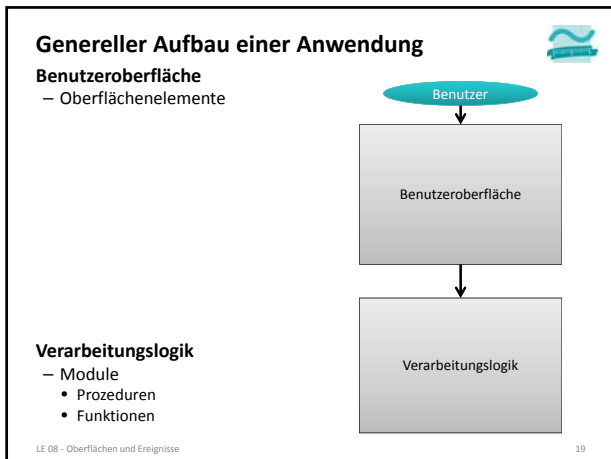 Genereller Aufbau einer Anwendung
Benutzeroberfläche
– Oberflächenelemente
Benutzer
Benutzeroberfläche
Verarbeitungslogik
– Module
• Prozeduren
• Funktionen
Verarbeitungslogik
LE 08 - Oberflächen und Ereignisse
19